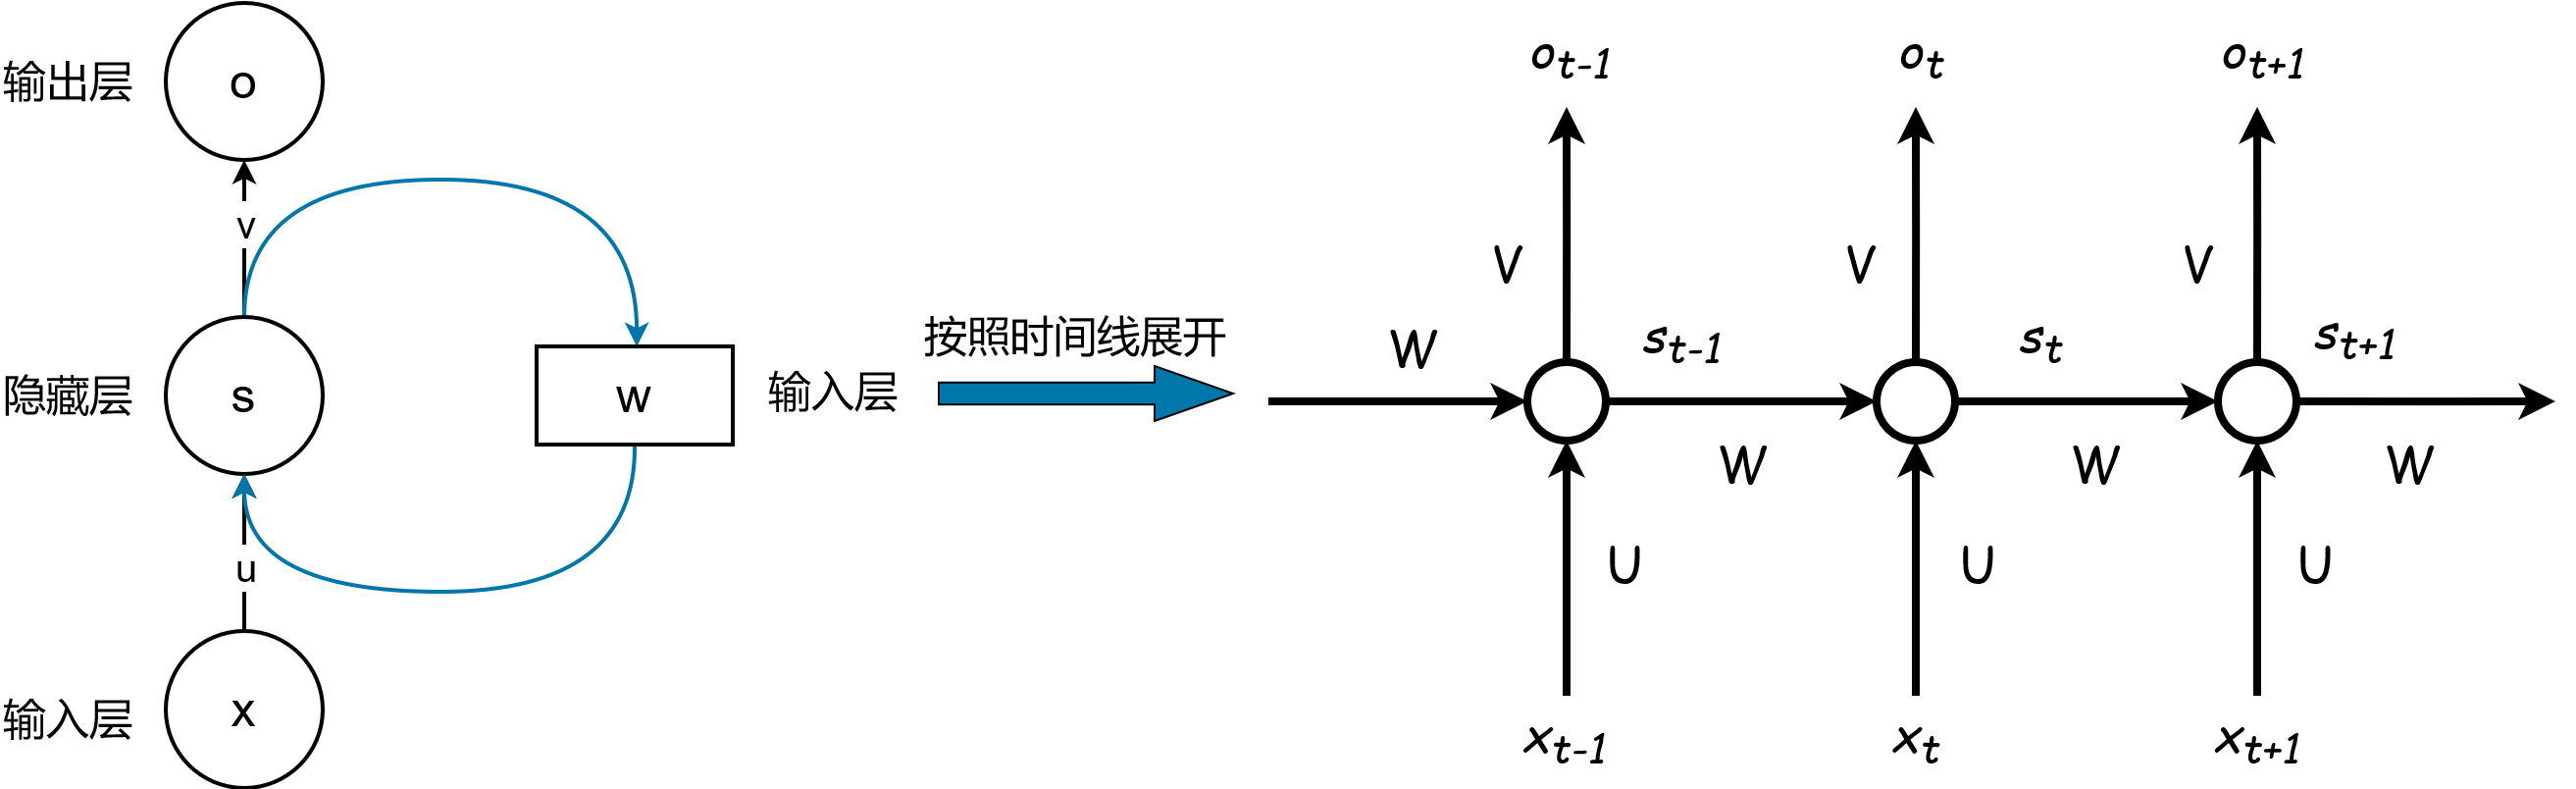 输出层
o
v
隐藏层
s
w
输入层
u
输入层
x
按照时间线展开
o_{t-1}
o_t
o_{t+1}
V
V
V
W
s_{t-1}
s_t
s_{t+1}
W
W
W
U
U
U
x_{t-1}
x_t
x_{t+1}